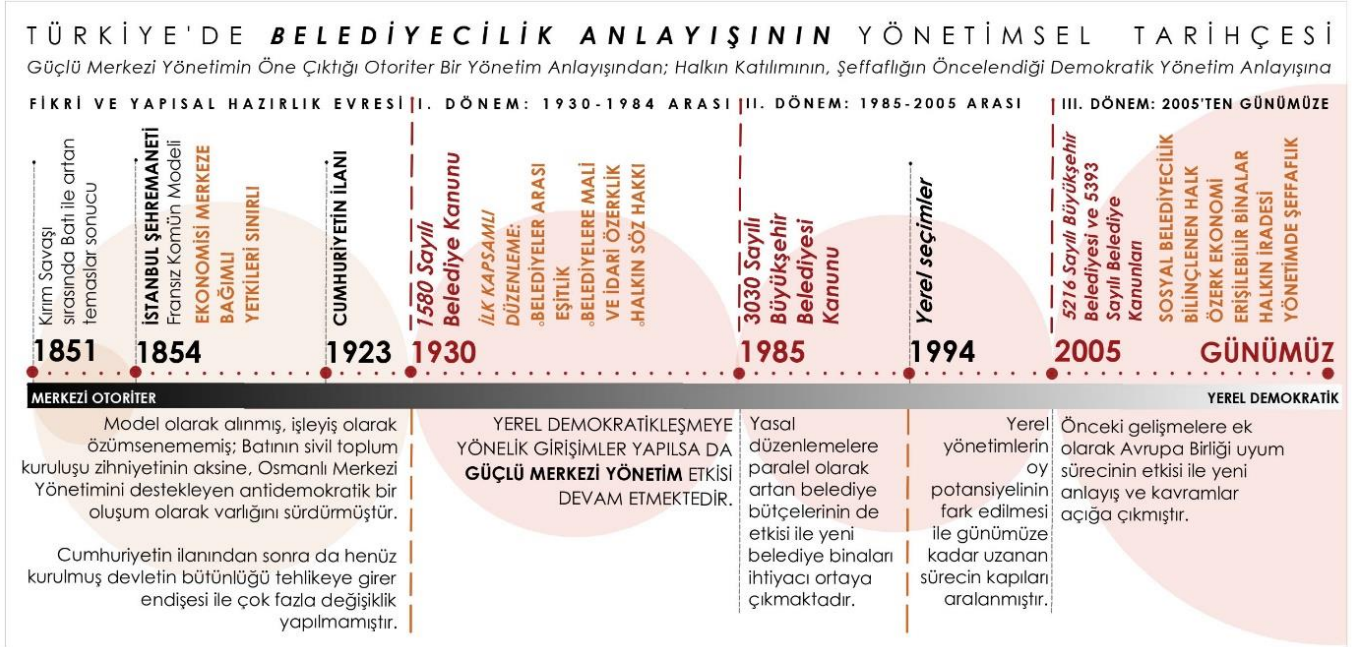 TÜRKİYE'DE BELEDİYECİLİK ANLAYIŞININ YÖNETİMSEL TARİHÇESİ
Güçlü Merkezi Yönetimin Öne Çıktığı Otoriter Bir Yönetim Anlayışından; Halkın Katılımının, Şeffaflığın Öncelendiği Demokratik Yönetim Anlayışına
FİKRİ VE YAPISAL HAZIRLIK EVRESİ
I. DÖNEM: 1930-1984 ARASI
II. DÖNEM: 1985-2005 ARASI
III. DÖNEM: 2005'TEN GÜNÜMÜZE
Kırım Savaşı
sırasında Batı ile artan
temaslar sonucu
1851
İSTANBUL ŞEHREMANETİ
Fransız Komün Modeli
EKONOMİSİ MERKEZE
BAĞIMLI
YETKİLERİ SINIRLI
1854
CUMHURİYETİN İLANI
1923
1580 Sayılı
Belediye Kanunu
İLK KAPSAMLI
DÜZENLEME:
◦BELEDİYELER ARASI
EŞİTLİK
◦BELEDİYELERE MALİ
VE İDARİ ÖZERKLİK
◦HALKIN SÖZ HAKKI
1930
3030 Sayılı
Büyükşehir
Belediyesi
Kanunu
1985
Yerel seçimler
1994
5216 Sayılı Büyükşehir
Belediyesi ve 5393
Sayılı Belediye
Kanunları
SOSYAL BELEDİYECİLİK
BİLİNÇLENEN HALK
ÖZERK EKONOMİ
ERİŞİLEBİLİR BİNALAR
HALKIN İRADESİ
YÖNETİMDE ŞEFFAFLIK
2005
GÜNÜMÜZ
MERKEZİ OTORİTER
YEREL DEMOKRATİK
Model olarak alınmış, işleyiş olarak
özümsenememiş; Batının sivil toplum
kuruluşu zihniyetinin aksine, Osmanlı Merkezi
Yönetimini destekleyen antidemokratik bir
oluşum olarak varlığını sürdürmüştür.
Cumhuriyetin ilanından sonra da henüz
kurulmuş devletin bütünlüğü tehlikeye girer
endişesi ile çok fazla değişiklik
yapılmamıştır.
YEREL DEMOKRATİKLEŞMEYE
YÖNELİK GİRİŞİMLER YAPILSA DA
GÜÇLÜ MERKEZİ YÖNETİM ETKİSİ
DEVAM ETMEKTEDİR.
Yasal
düzenlemelere
paralel olarak
artan belediye
bütçelerinin de
etkisi ile yeni
belediye binaları
ihtiyacı ortaya
çıkmaktadır.
Yerel
yönetimlerin
oy
potansiyelinin
fark edilmesi
ile günümüze
kadar uzanan
sürecin kapıları
aralanmıştır.
Önceki gelişmelere ek
olarak Avrupa Birliği uyum
sürecinin etkisi ile yeni
anlayış ve kavramlar
açığa çıkmıştır.